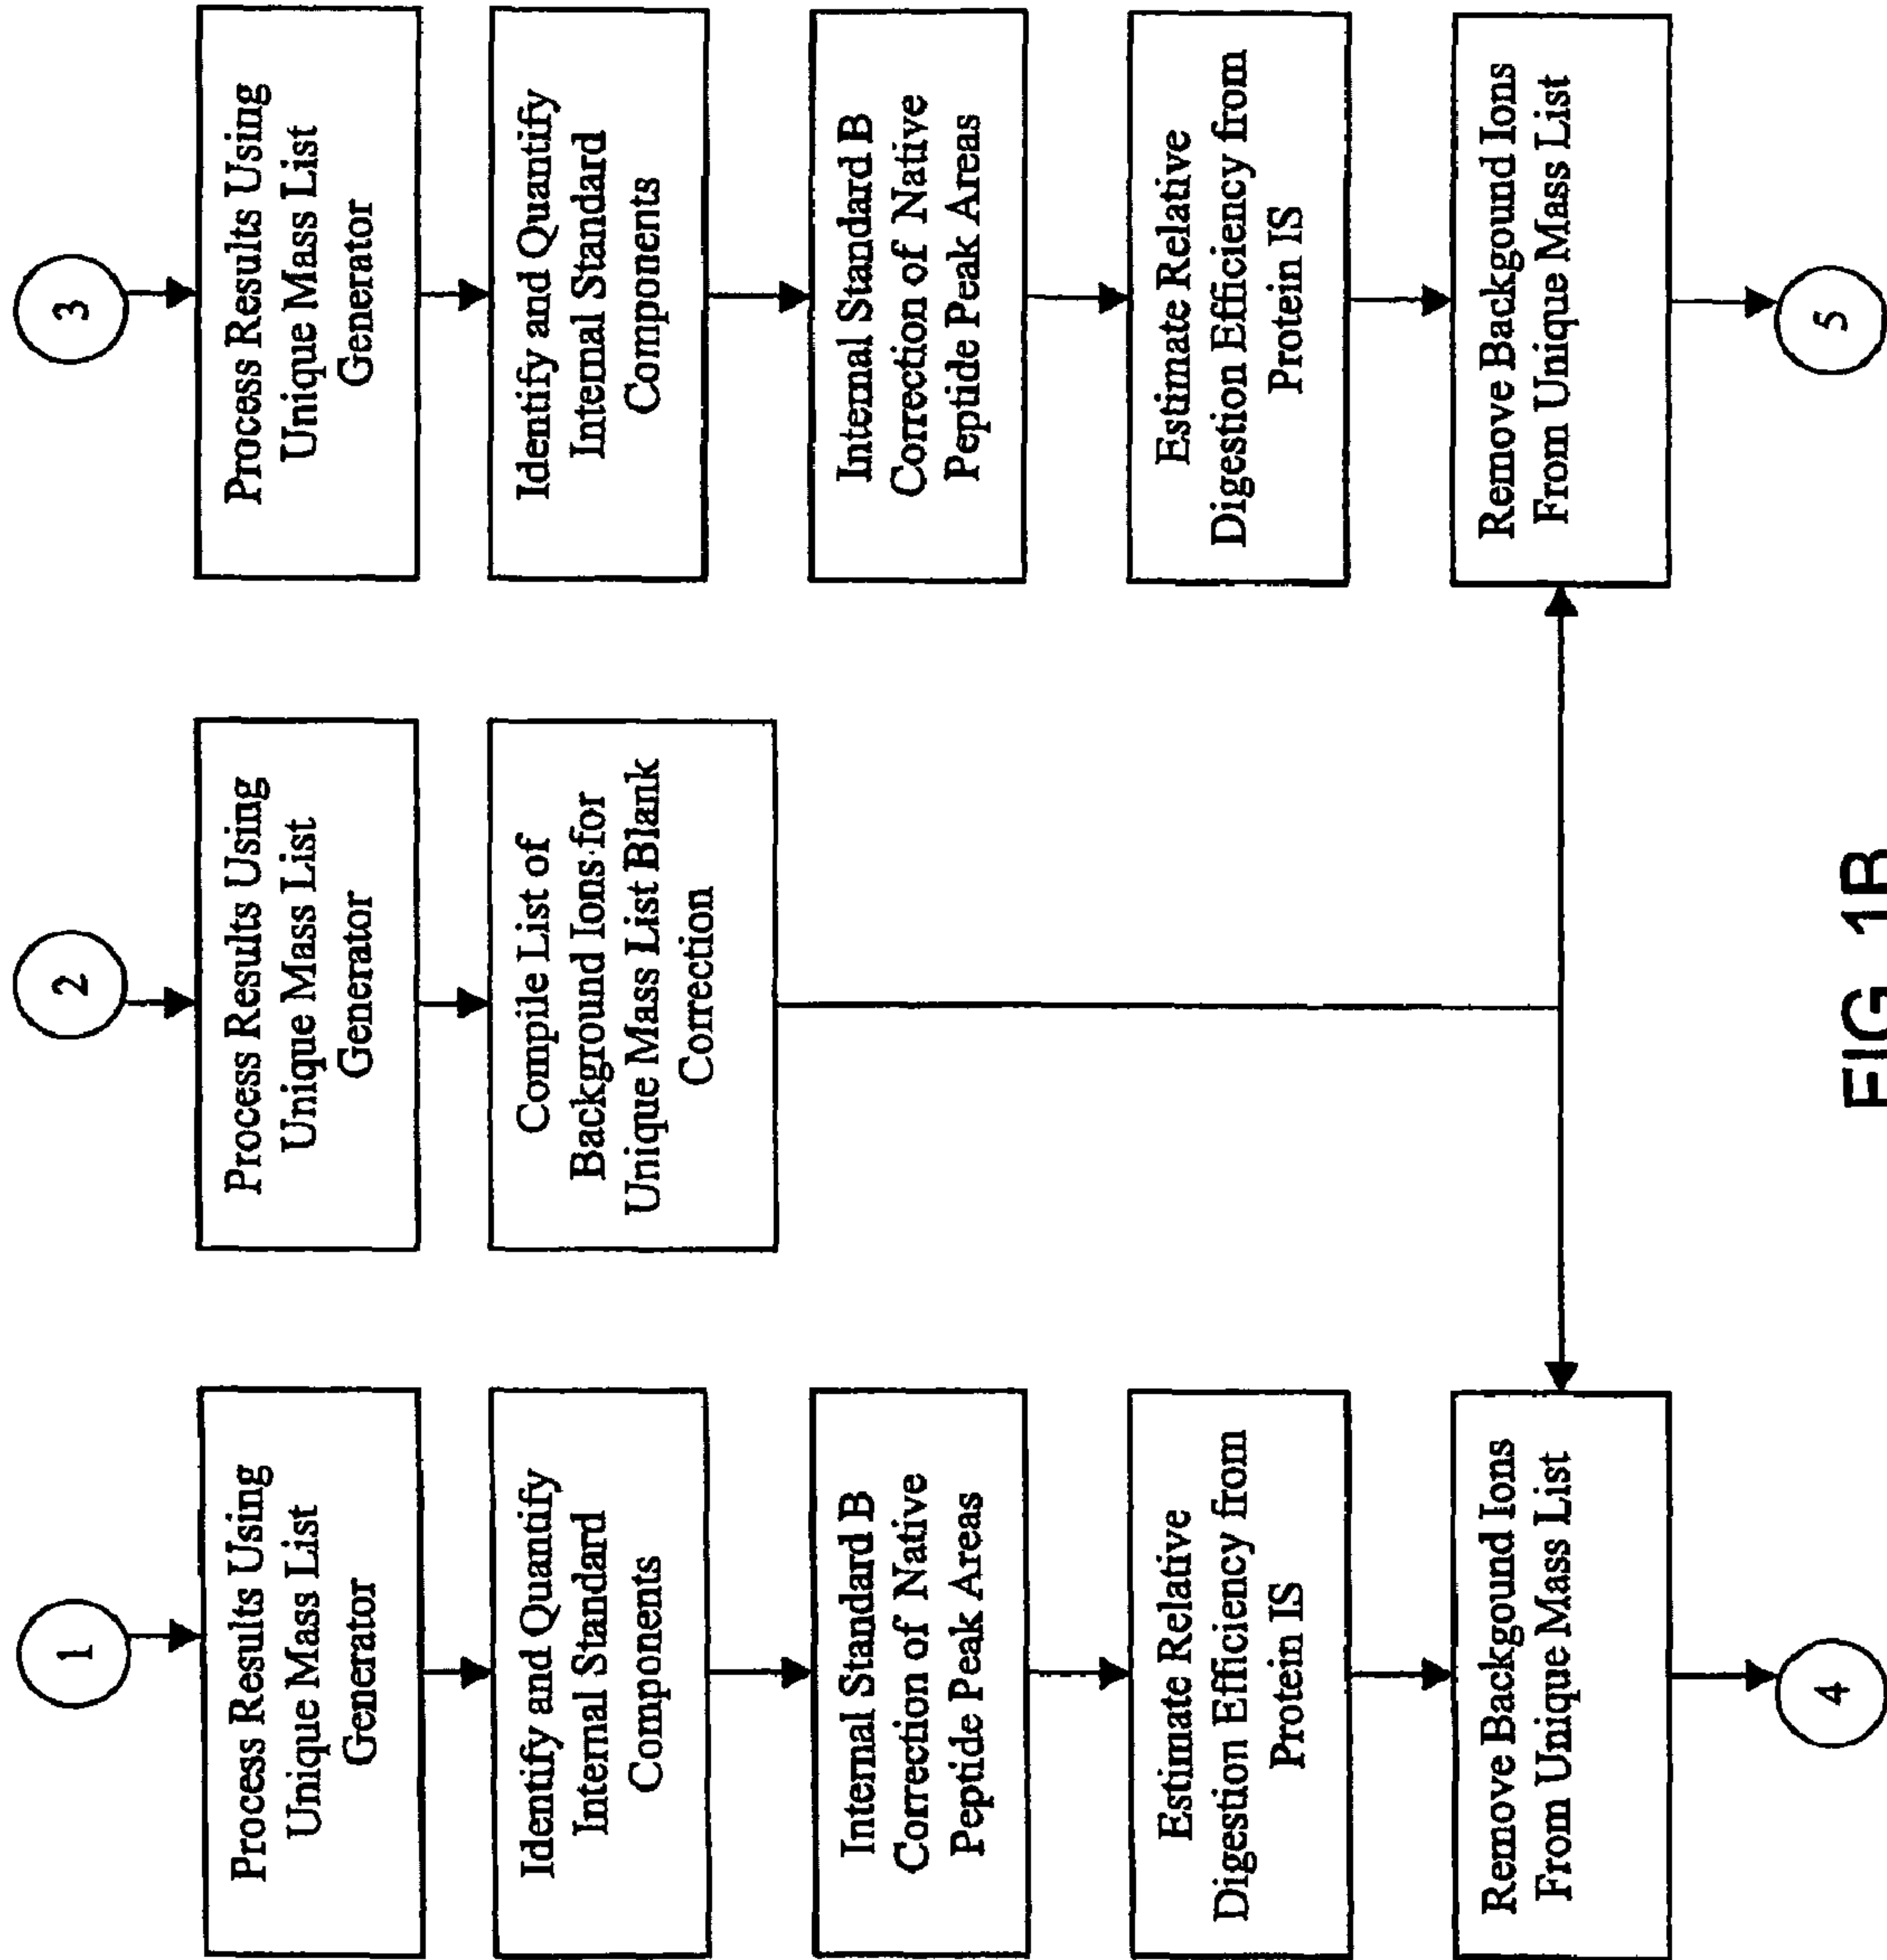 1
Process Results Using
Unique Mass List
Generator
Identify and Quantify
Internal Standard
Components
Internal Standard B
Correction of Native
Peptide Peak Areas
Estimate Relative
Digestion Efficiency from
Protein IS
Remove Backgound Ions
From Unique Mass List
4
2
Process Results Using
Unique Mass List
Generator
Compile List of
Background Ions for
Unique Mass List Blank
Correction
3
Process Results Using
Unique Mass List
Generator
Identify and Quantify
Internal Standard
Components
Internal Standard B
Correction of Native
Peptide Peak Areas
Estimate Relative
Digestion Efficiency from
Protein IS
Remove Background Ions
From Unique Mass List
5
FIG 1B